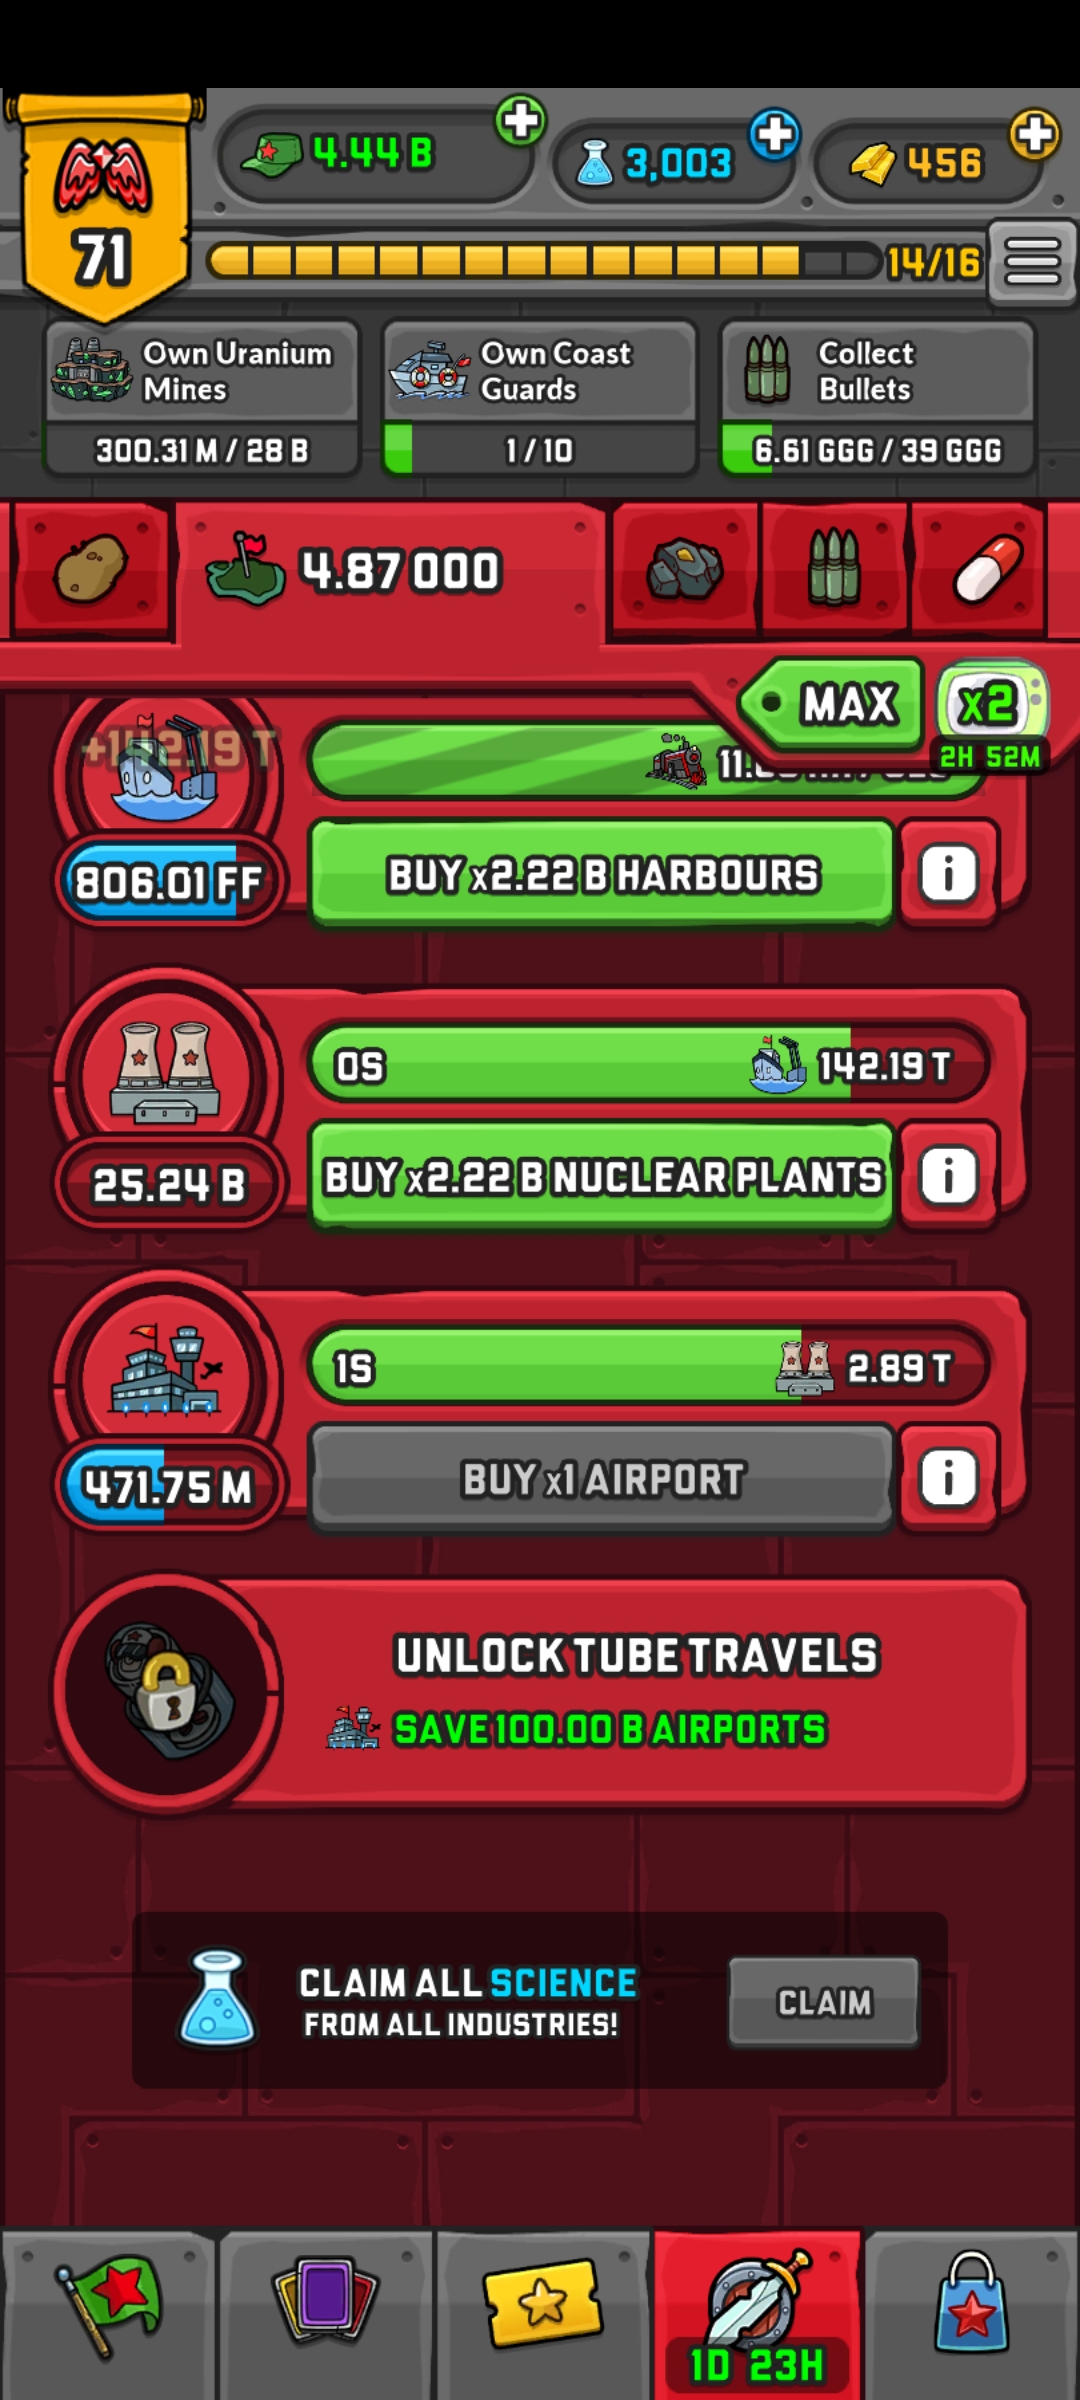 4.44 B
3,003
456
71
14/16
Own Uranium
Mines
300.31 M / 28 B
Own Coast
Guards
1 / 10
Collect
Bullets
6.61 GGG / 39 GGG
4.87 000
MAX
x2
2H 52M
+142.19 T
806.01 FF
BUY x2.22 B HARBOURS
i
0S
142.19 T
25.24 B
BUY x2.22 B NUCLEAR PLANTS
i
1S
2.89 T
471.75 M
BUY x1 AIRPORT
i
UNLOCK TUBE TRAVELS
SAVE 100.00 B AIRPORTS
CLAIM ALL SCIENCE
FROM ALL INDUSTRIES!
CLAIM
1D 23H